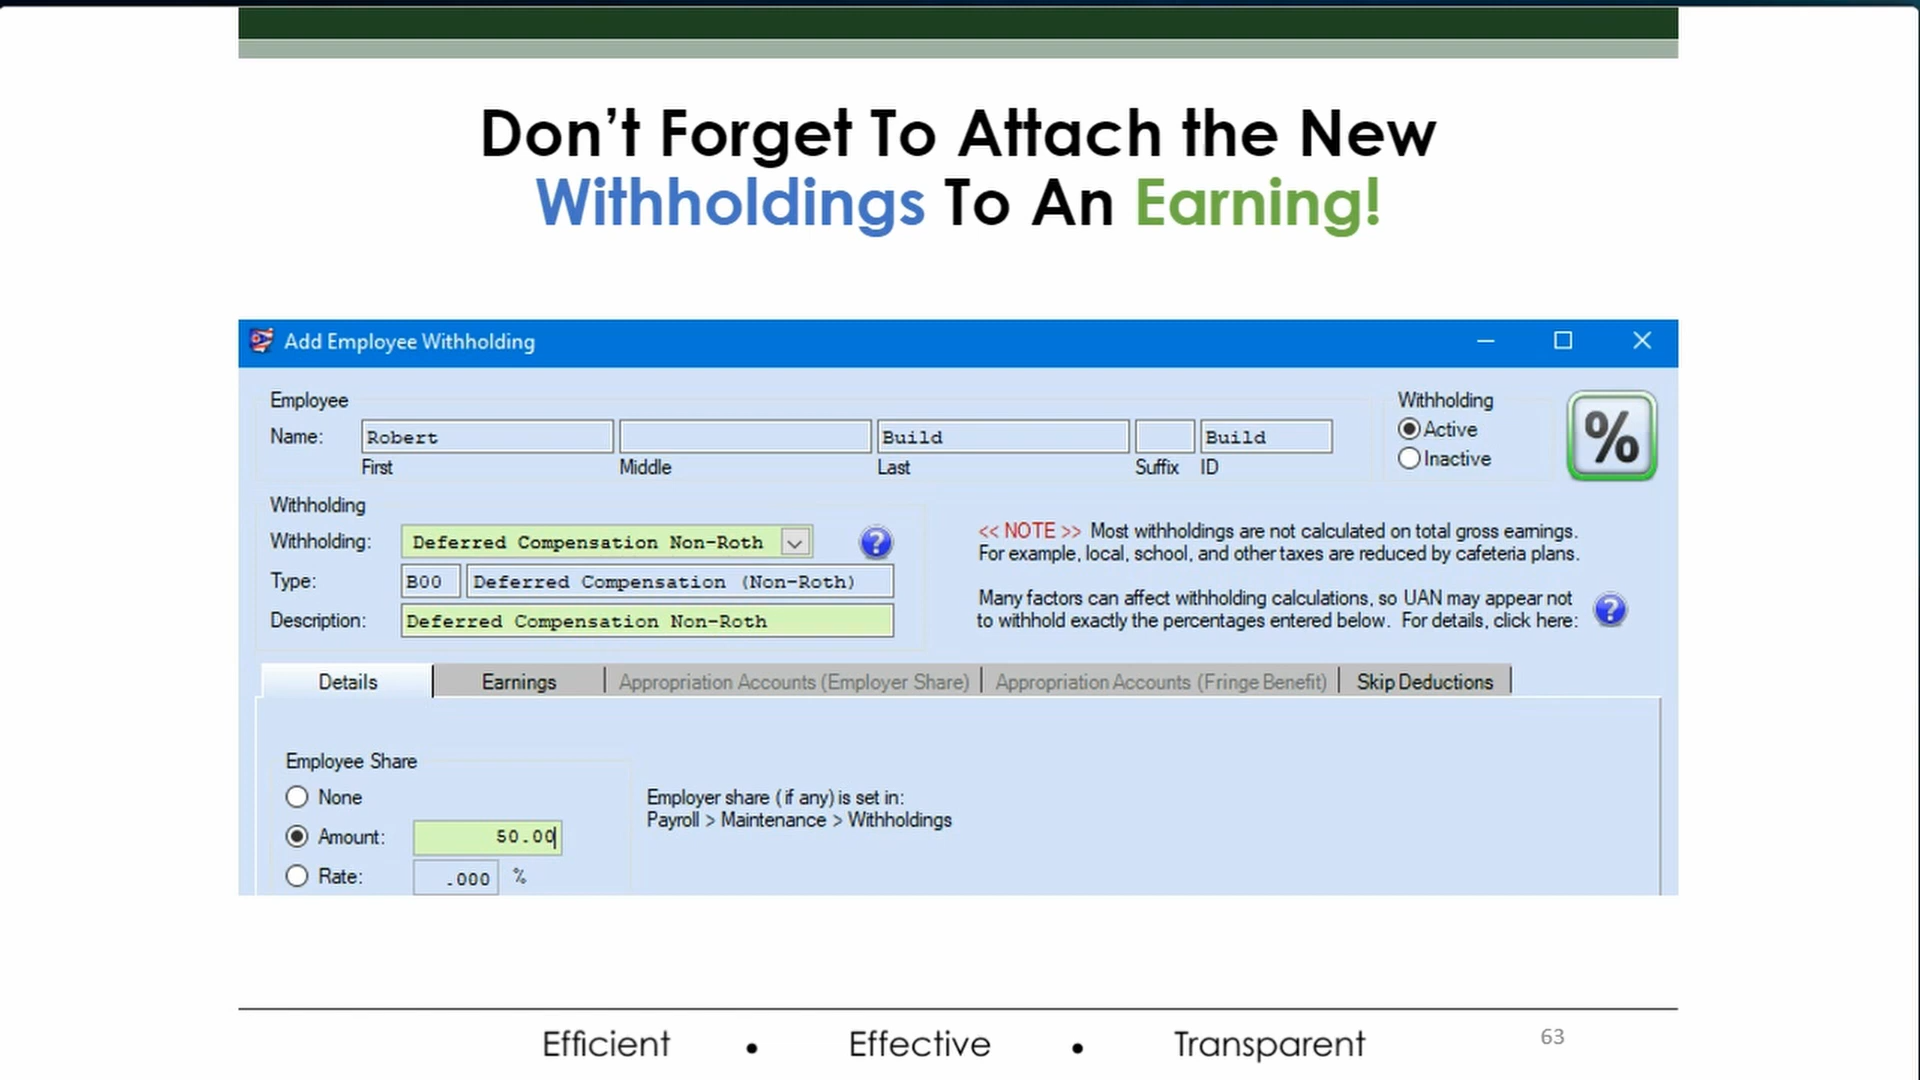 Don’t Forget To Attach the New
Withholdings To An Earning!
Add Employee Withholding
Employee
Name: Robert Build Build
First Middle Last Suffix ID
Withholding
Active
Inactive
%
Withholding
Withholding: Deferred Compensation Non-Roth ?
Type: B00 Deferred Compensation (Non-Roth)
Description: Deferred Compensation Non-Roth
<< NOTE >> Most withholdings are not calculated on total gross earnings.
For example, local, school, and other taxes are reduced by cafeteria plans.
Many factors can affect withholding calculations, so UAN may appear not
to withhold exactly the percentages entered below. For details, click here: ?
Details Earnings Appropriation Accounts (Employer Share) Appropriation Accounts (Fringe Benefit) Skip Deductions
Employee Share
None
Amount: 50.00
Rate: .000 %
Employer share (if any) is set in:
Payroll > Maintenance > Withholdings
Efficient • Effective • Transparent
63